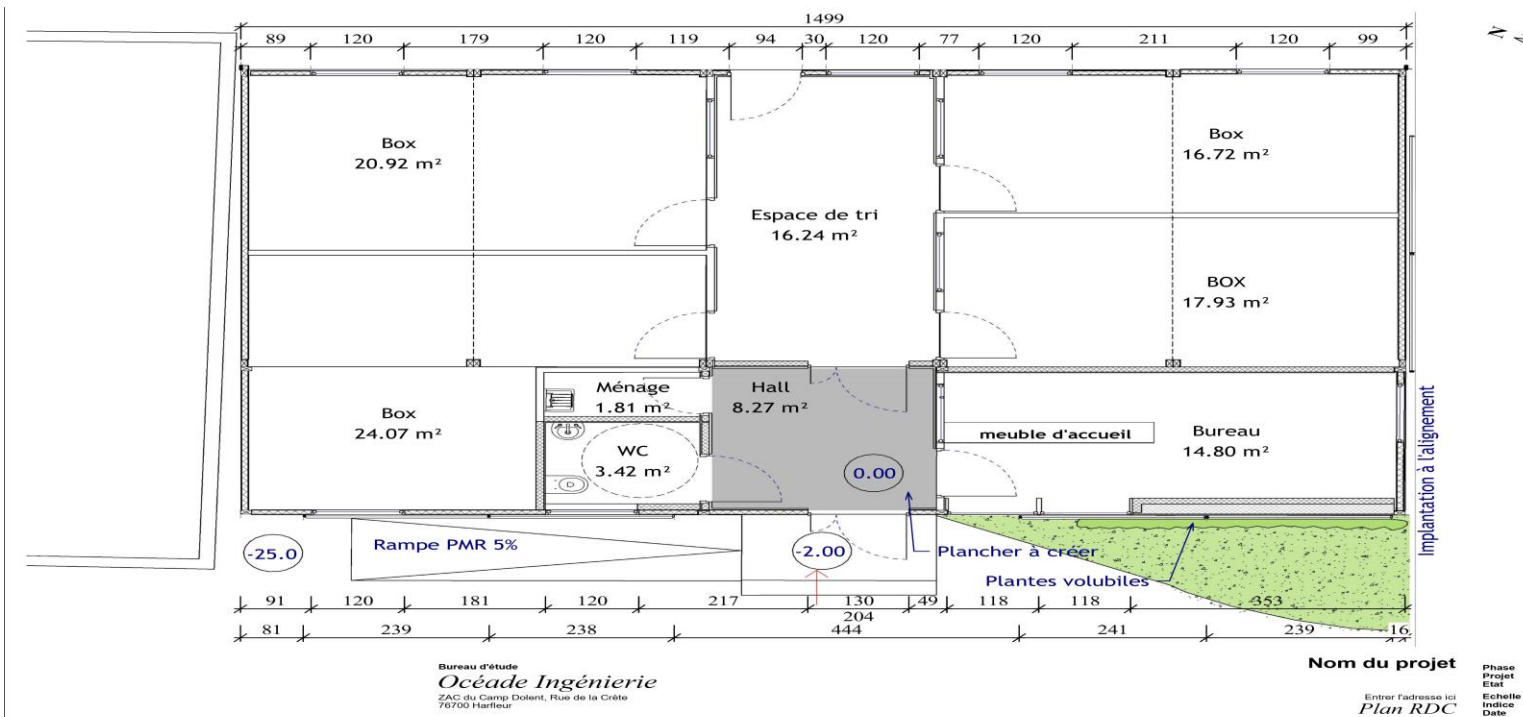 1499
89 120 179 120 119 94 30 120 77 120 211 120 99
N
Box
20.92 m²
Box
16.72 m²
Espace de tri
16.24 m²
BOX
17.93 m²
Ménage
1.81 m²
Hall
8.27 m²
Box
24.07 m²
meuble d'accueil
Bureau
14.80 m²
WC
3.42 m²
0.00
Implantation à l'alignement
-25.0
Rampe PMR 5%
-2.00
Plancher à créer
Plantes volubiles
91 120 181 120 217 130 49 118 118 353
204
81 239 238 444 241 239 16
Bureau d'étude
Océade Ingénierie
ZAC du Camp Dolent, Rue de la Crête
76700 Harfleur
Nom du projet
Entrer l'adresse ici
Plan RDC
Phase
Projet
Etat
Echelle
Indice
Date